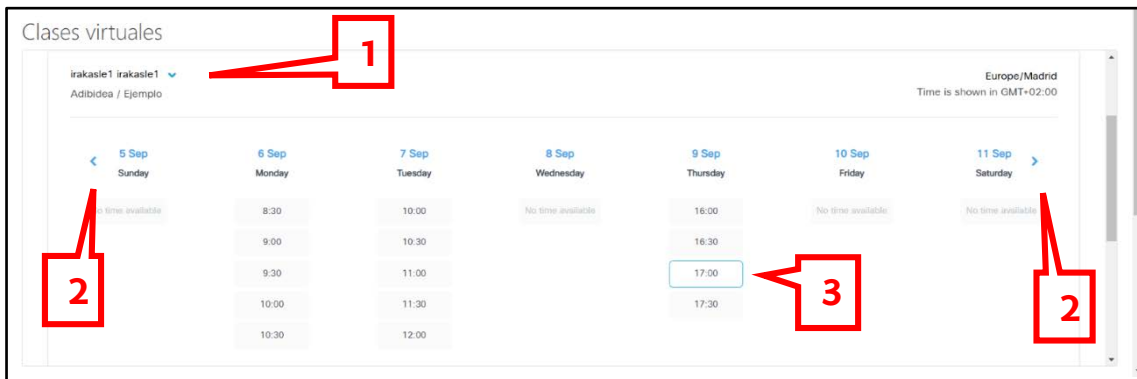 Clases virtuales
1
irakasle1 irakasle1
Europe/Madrid
Adibidea / Ejemplo
Time is shown in GMT+02:00
5 Sep 6 Sep 7 Sep 8 Sep 9 Sep 10 Sep 11 Sep
Sunday Monday Tuesday Wednesday Thursday Friday Saturday
o time available 8:30 10:00 No time available 16:00 No time available No time available
9:00 10:30 16:30
9:30 11:00 17:00
2 3 2
10:00 11:30 17:30
10:30 12:00